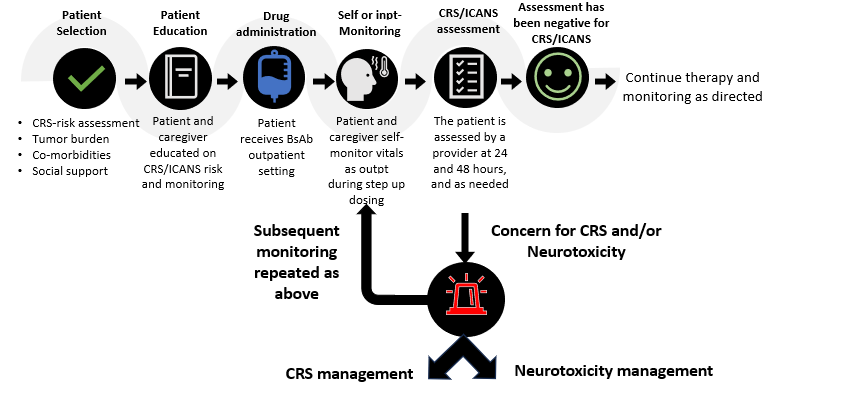 Patient
Selection
Patient
Education
Drug
administration
Self or inpt-
Monitoring
CRS/ICANS
assessment
Assessment has
been negative for
CRS/ICANS
Continue therapy and
monitoring as directed
• CRS-risk assessment
• Tumor burden
• Co-morbidities
• Social support
Patient and
caregiver
educated on
CRS/ICANS risk
and monitoring
Patient
receives BsAb
outpatient
setting
Patient and
caregiver self-
monitor vitals
as outpt
during step up
dosing
The patient is
assessed by a
provider at 24
and 48 hours,
and as needed
Subsequent
monitoring
repeated as
above
Concern for CRS and/or
Neurotoxicity
CRS management
Neurotoxicity management